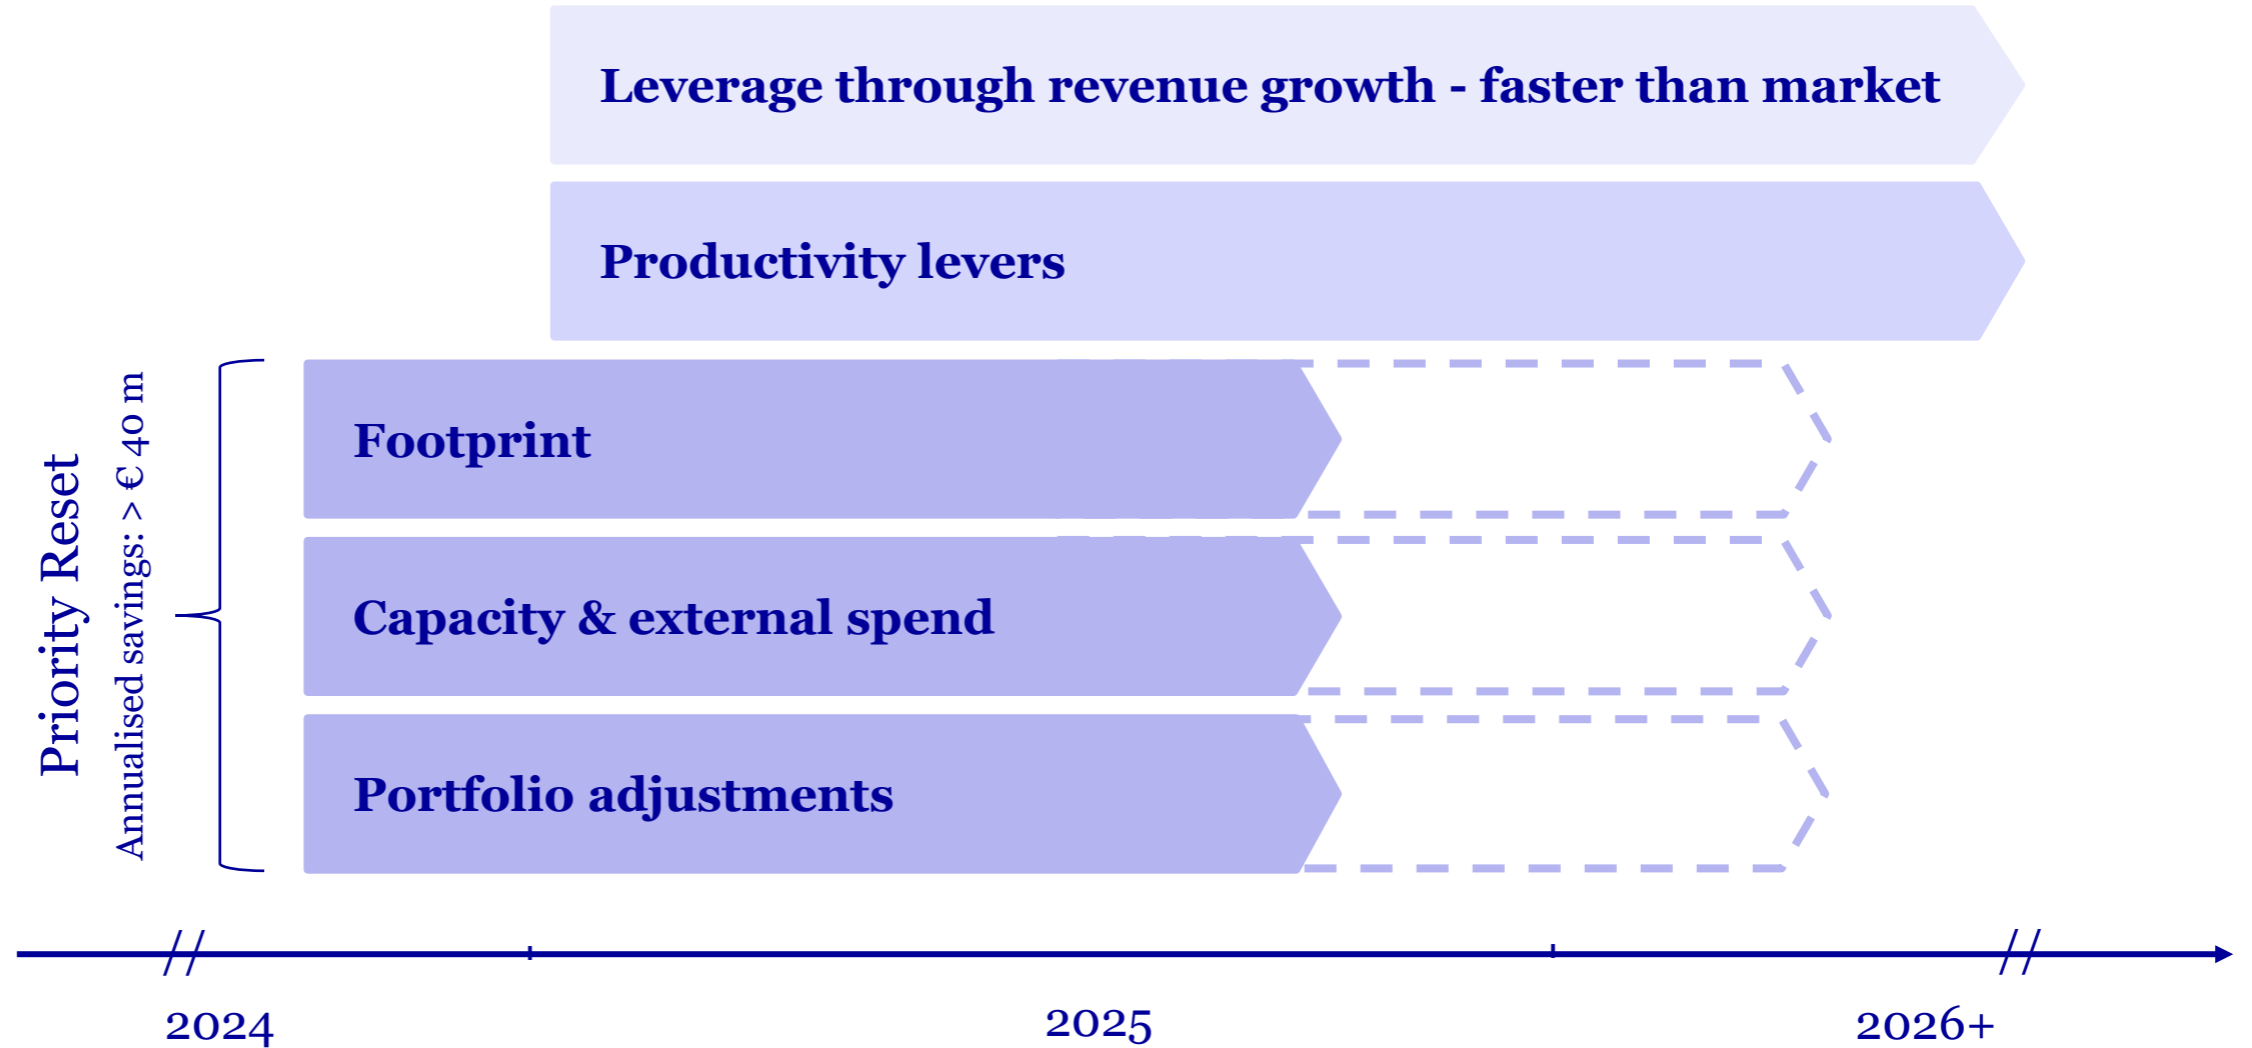 Leverage through revenue growth - faster than market
Productivity levers
Priority Reset
Annualised savings: > € 40 m
Footprint
Capacity & external spend
Portfolio adjustments
2024
2025
2026+